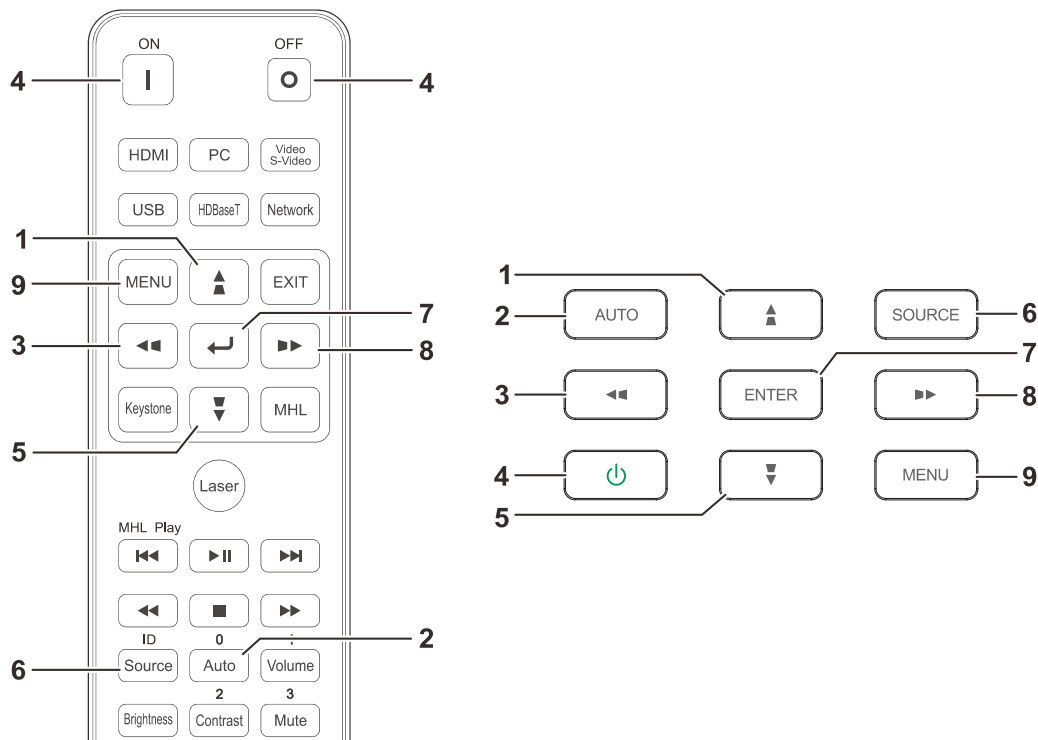 ON OFF
4 4
HDMI PC Video S-Video
USB HDBaseT Network
1
9 MENU EXIT
7
3 8
Keystone MHL
5
Laser
MHL Play
ID 0
2
6 Source Auto Volume
2 3
Brightness Contrast Mute
1
2 AUTO SOURCE 6
7
3 ENTER 8
4 MENU 9
5